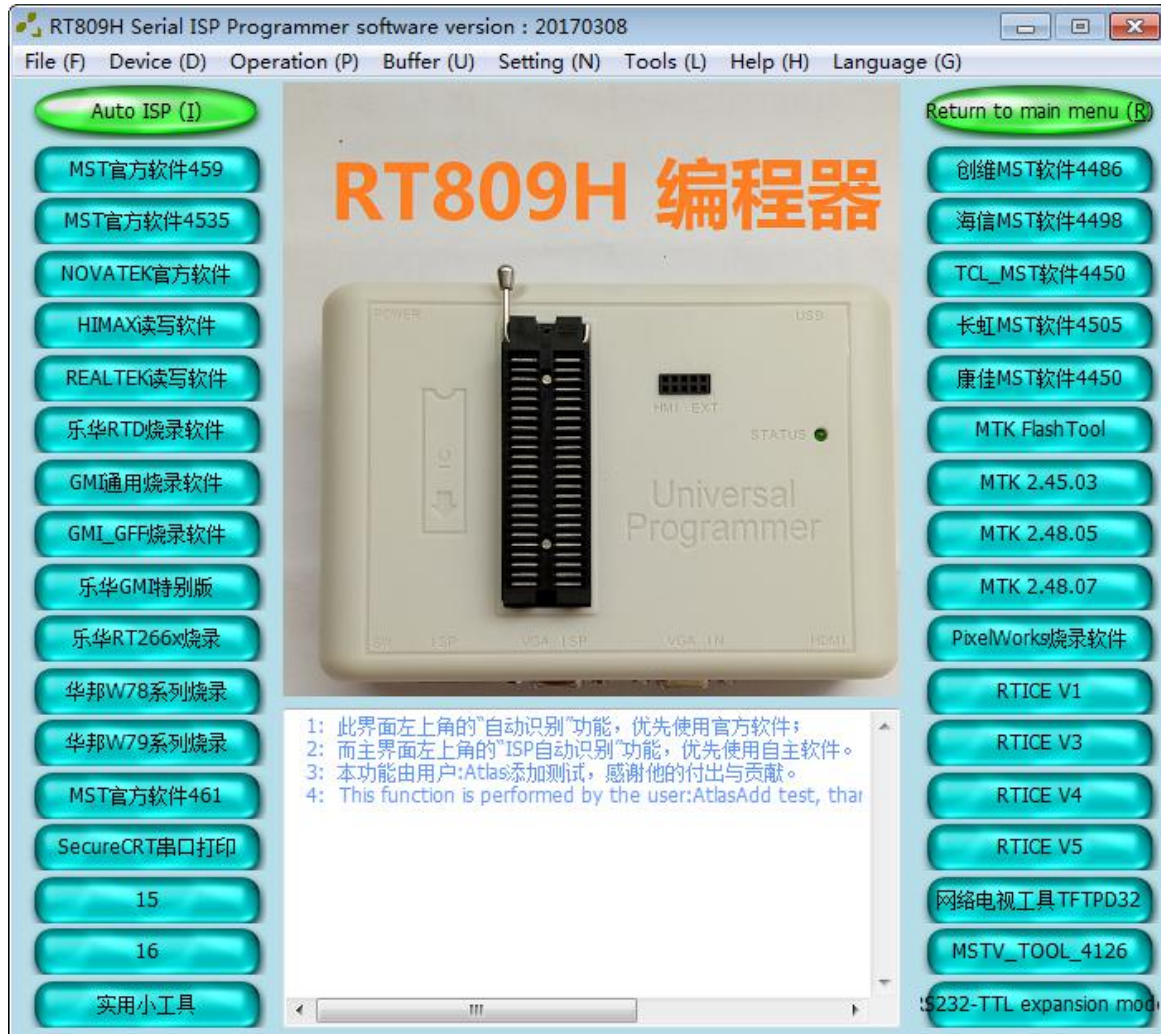 RT809H Serial ISP Programmer software version : 20170308
File (F) Device (D) Operation (P) Buffer (U) Setting (N) Tools (L) Help (H) Language (G)
Auto ISP (I)
MST官方软件459
MST官方软件4535
NOVATEK官方软件
HIMAX读写软件
REALTEK读写软件
乐华RTD烧录软件
GMI通用烧录软件
GMI_GFF烧录软件
乐华GMI特别版
乐华RT266x烧录
华邦W78系列烧录
华邦W79系列烧录
MST官方软件461
SecureCRT串口打印
15
16
实用小工具
RT809H 编程器
POWER
USB
HMI EXT
STATUS
IC
Universal
Programmer
SW ISP VGA ISP VGA IN HDMI
1: 此界面左上角的"自动识别"功能，优先使用官方软件；
2: 而主界面左上角的"ISP自动识别"功能，优先使用自主软件。
3: 本功能由用户:Atlas添加测试，感谢他的付出与贡献。
4: This function is performed by the user:AtlasAdd test, than
Return to main menu (R)
创维MST软件4486
海信MST软件4498
TCL_MST软件4450
长虹MST软件4505
康佳MST软件4450
MTK FlashTool
MTK 2.45.03
MTK 2.48.05
MTK 2.48.07
PixelWorks烧录软件
RTICE V1
RTICE V3
RTICE V4
RTICE V5
网络电视工具TFTPD32
MSTV_TOOL_4126
S232-TTL expansion mod